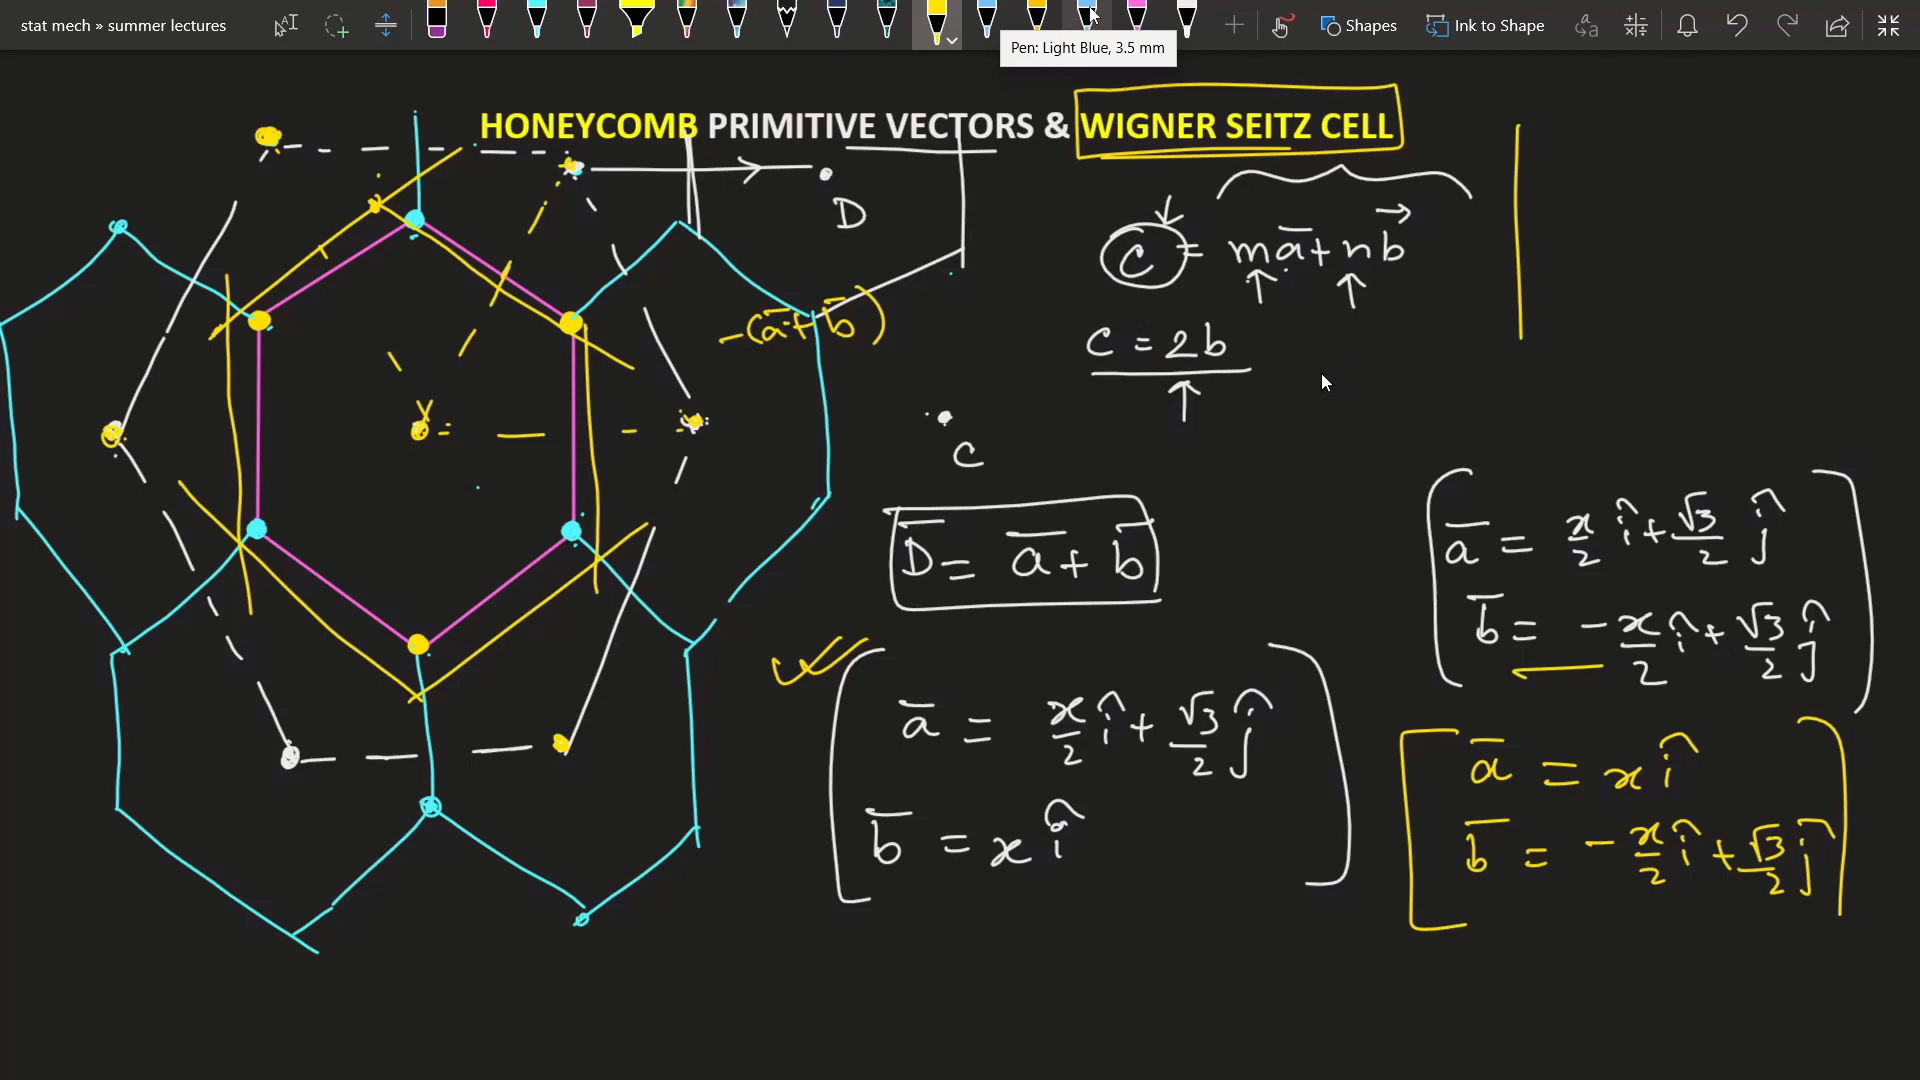 stat mech » summer lectures
Shapes
Ink to Shape
Pen: Light Blue, 3.5 mm
HONEYCOMB PRIMITIVE VECTORS & WIGNER SEITZ CELL
D
C = ma̅ + nb⃗
-(a̅+b̅)
C = 2b
C
D̅ = a̅ + b̅
a̅ = x/2 î + √3/2 ĵ
b̅ = x î
a̅ = x/2 î + √3/2 ĵ
b̅ = -x/2 î + √3/2 ĵ
a̅ = x î
b̅ = -x/2 î + √3/2 ĵ